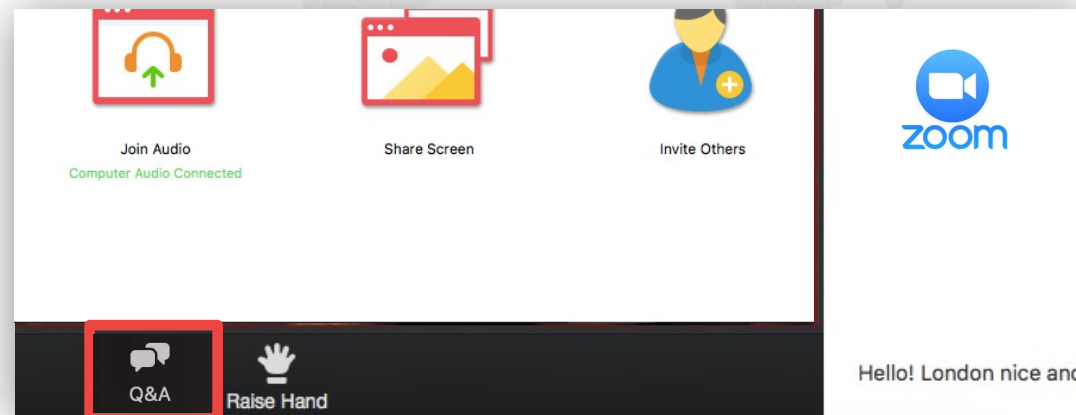 Join Audio
Share Screen
Invite Others
Computer Audio Connected
zoom
Q&A
Raise Hand
Hello! London nice and